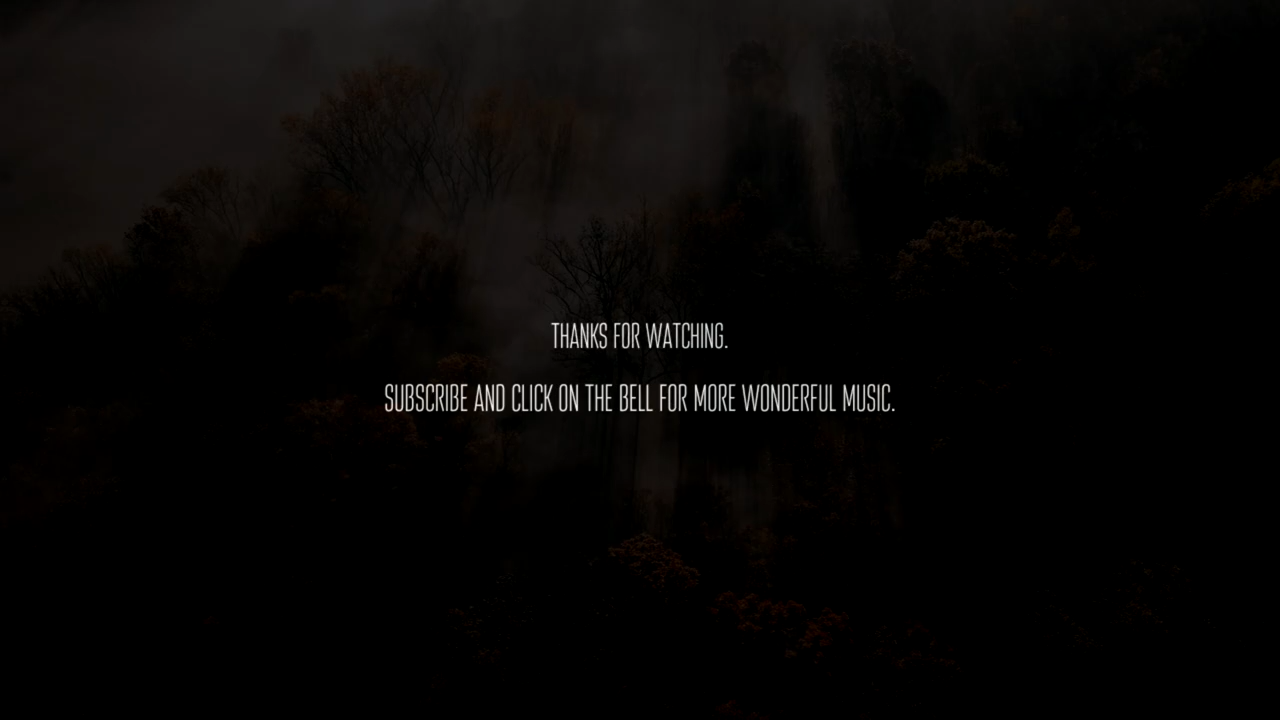 THANKS FOR WATCHING.
SUBSCRIBE AND CLICK ON THE BELL FOR MORE WONDERFUL MUSIC.